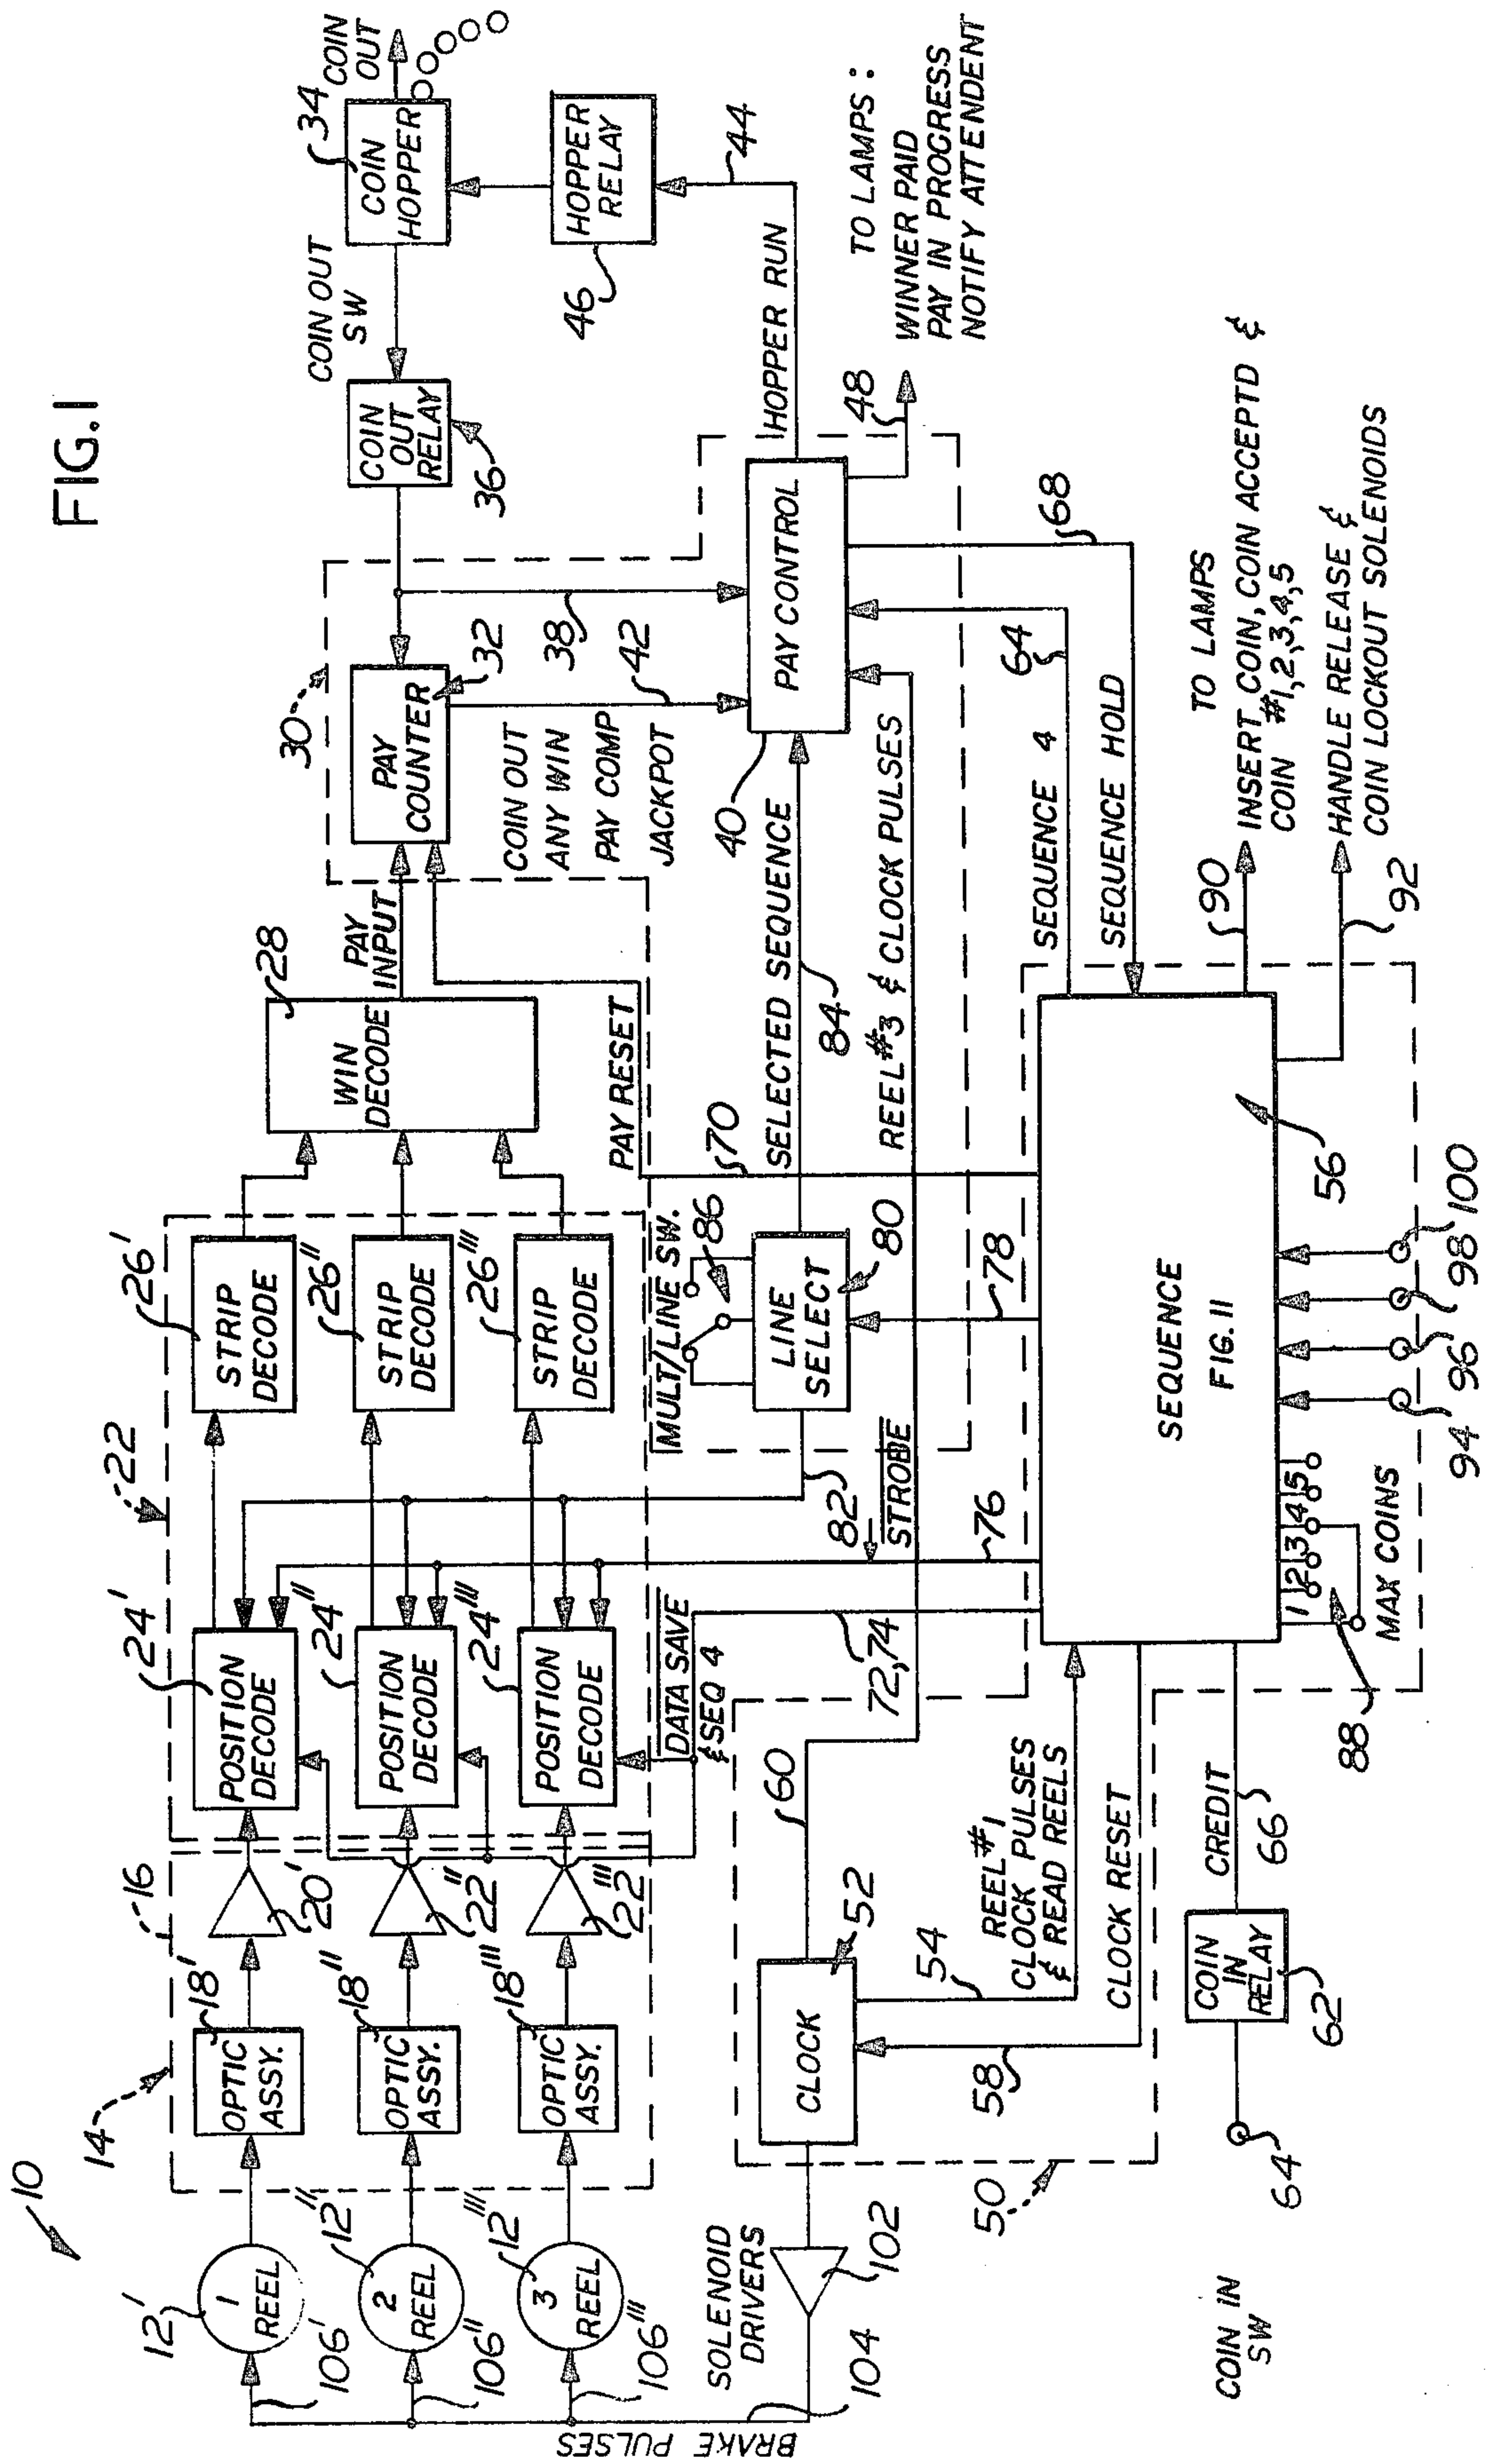 FIG.1
10
12'
1
REEL
106'
12"
2
REEL
106"
12'''
3
REEL
106'''
BRAKE PULSES
104
SOLENOID
DRIVERS
102
14
16
18'
OPTIC
ASSY.
20'
18"
OPTIC
ASSY.
22"
18'''
OPTIC
ASSY.
22'''
22
24'
POSITION
DECODE
24"
POSITION
DECODE
24'''
POSITION
DECODE
26'
STRIP
DECODE
26"
STRIP
DECODE
26'''
STRIP
DECODE
DATA SAVE
& SEQ 4
72,74
82
STROBE
76
28
WIN
DECODE
PAY
INPUT
PAY RESET
70
MULT/LINE SW.
86
LINE
SELECT
80
78
SELECTED SEQUENCE
84
REEL #3 & CLOCK PULSES
30
PAY
COUNTER
32
38
42
COIN OUT
ANY WIN
PAY COMP
JACKPOT
40
PAY CONTROL
COIN OUT
SW
COIN
OUT
RELAY
36
34
COIN
HOPPER
COIN
OUT
HOPPER
RELAY
46
44
HOPPER RUN
48
TO LAMPS:
WINNER PAID
PAY IN PROGRESS
NOTIFY ATTENDENT
68
64
SEQUENCE 4
SEQUENCE HOLD
50
CLOCK
52
60
54
58
REEL #1
CLOCK PULSES
& READ REELS
CLOCK RESET
CREDIT
66
COIN
IN
RELAY
62
64
COIN IN
SW
SEQUENCE
FIG. 11
56
1 2 3 4 5
MAX COINS
88
94
96
98
100
90
TO LAMPS
INSERT COIN, COIN ACCEPTD &
COIN #1,2,3,4,5
92
HANDLE RELEASE &
COIN LOCKOUT SOLENOIDS